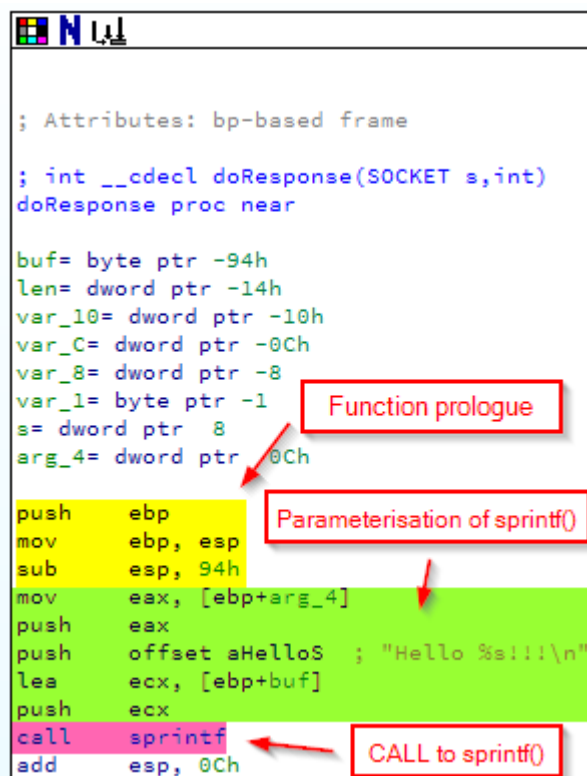 N
; Attributes: bp-based frame
; int __cdecl doResponse(SOCKET s,int)
doResponse proc near
buf= byte ptr -94h
len= dword ptr -14h
var_10= dword ptr -10h
var_C= dword ptr -0Ch
var_8= dword ptr -8
var_1= byte ptr -1
s= dword ptr  8
arg_4= dword ptr  0Ch
Function prologue
push    ebp
mov     ebp, esp
sub     esp, 94h
Parameterisation of sprintf()
mov     eax, [ebp+arg_4]
push    eax
push    offset aHelloS  ; "Hello %s!!!\n"
lea     ecx, [ebp+buf]
push    ecx
call    sprintf
CALL to sprintf()
add     esp, 0Ch